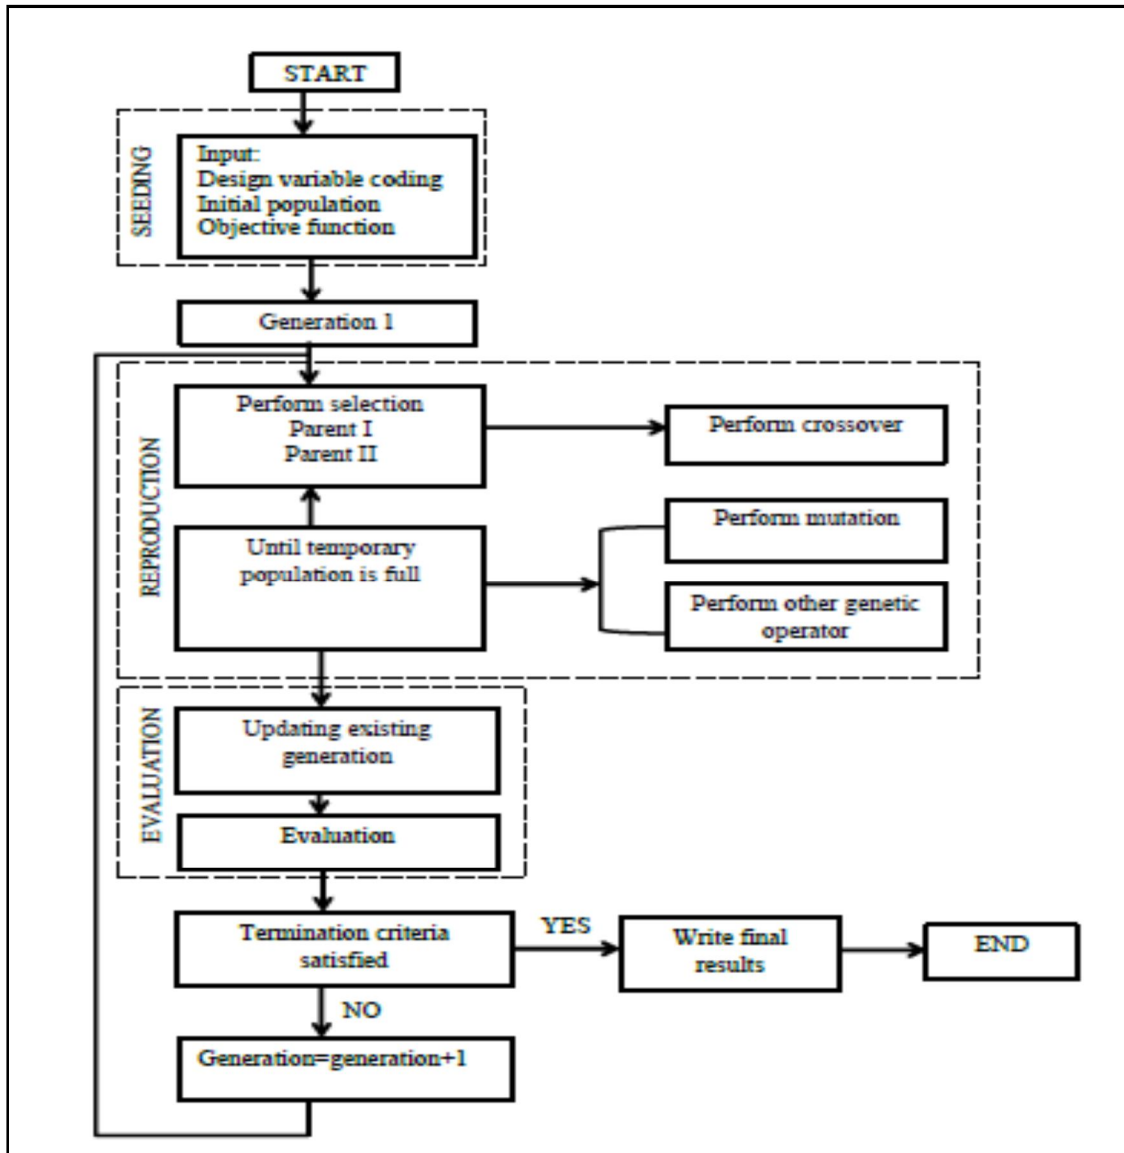 START
SEEDING
Input:
Design variable coding
Initial population
Objective function
Generation 1
REPRODUCTION
Perform selection
Parent I
Parent II
Perform crossover
Until temporary
population is full
Perform mutation
Perform other genetic
operator
EVALUATION
Updating existing
generation
Evaluation
Termination criteria
satisfied
YES
Write final
results
END
NO
Generation=generation+1